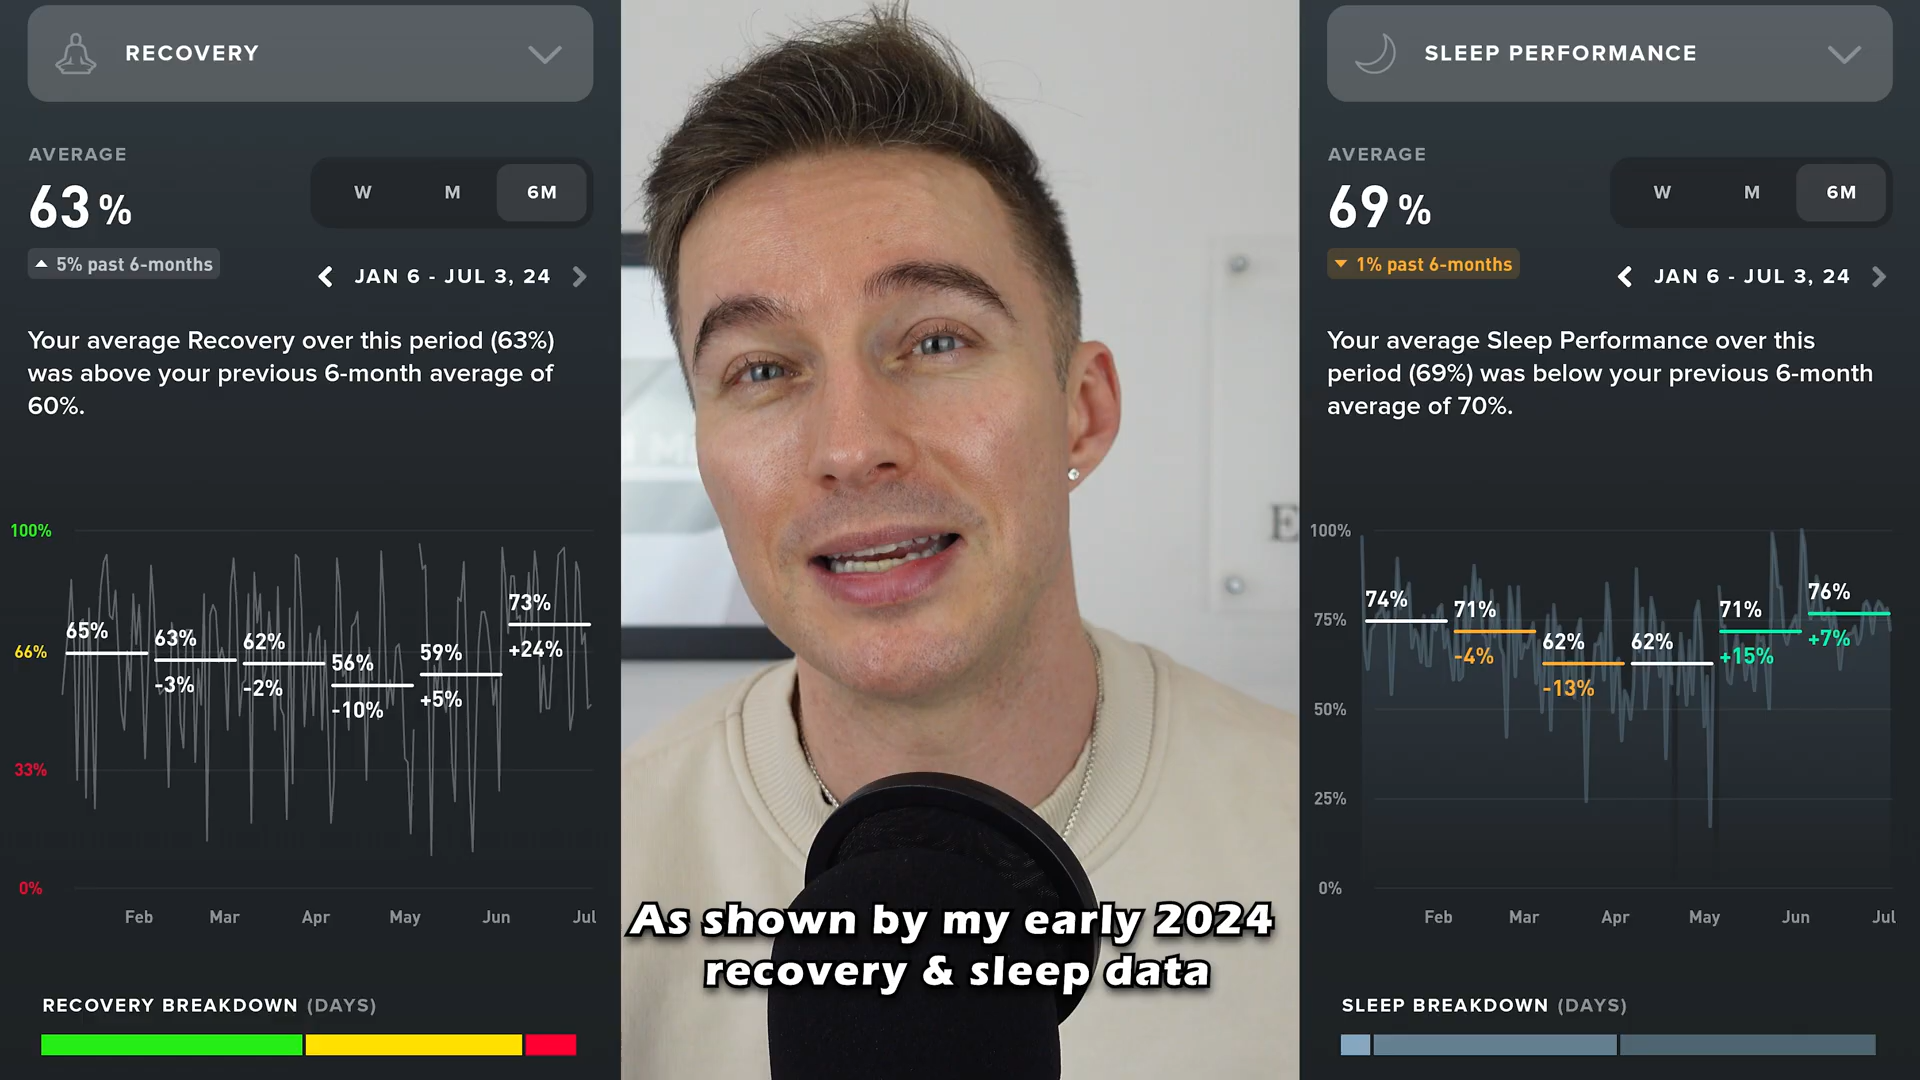 RECOVERY
AVERAGE
63 %
W M 6M
5% past 6-months
JAN 6 - JUL 3, 24
Your average Recovery over this period (63%)
was above your previous 6-month average of
60%.
100%
66%
33%
0%
65%
63%
-3%
62%
-2%
56%
-10%
59%
+5%
73%
+24%
Feb Mar Apr May Jun Jul
RECOVERY BREAKDOWN (DAYS)
E
As shown by my early 2024
recovery & sleep data
SLEEP PERFORMANCE
AVERAGE
69 %
W M 6M
1% past 6-months
JAN 6 - JUL 3, 24
Your average Sleep Performance over this
period (69%) was below your previous 6-month
average of 70%.
100%
75%
50%
25%
0%
74%
71%
-4%
62%
-13%
62%
71%
+15%
76%
+7%
Feb Mar Apr May Jun Jul
SLEEP BREAKDOWN (DAYS)